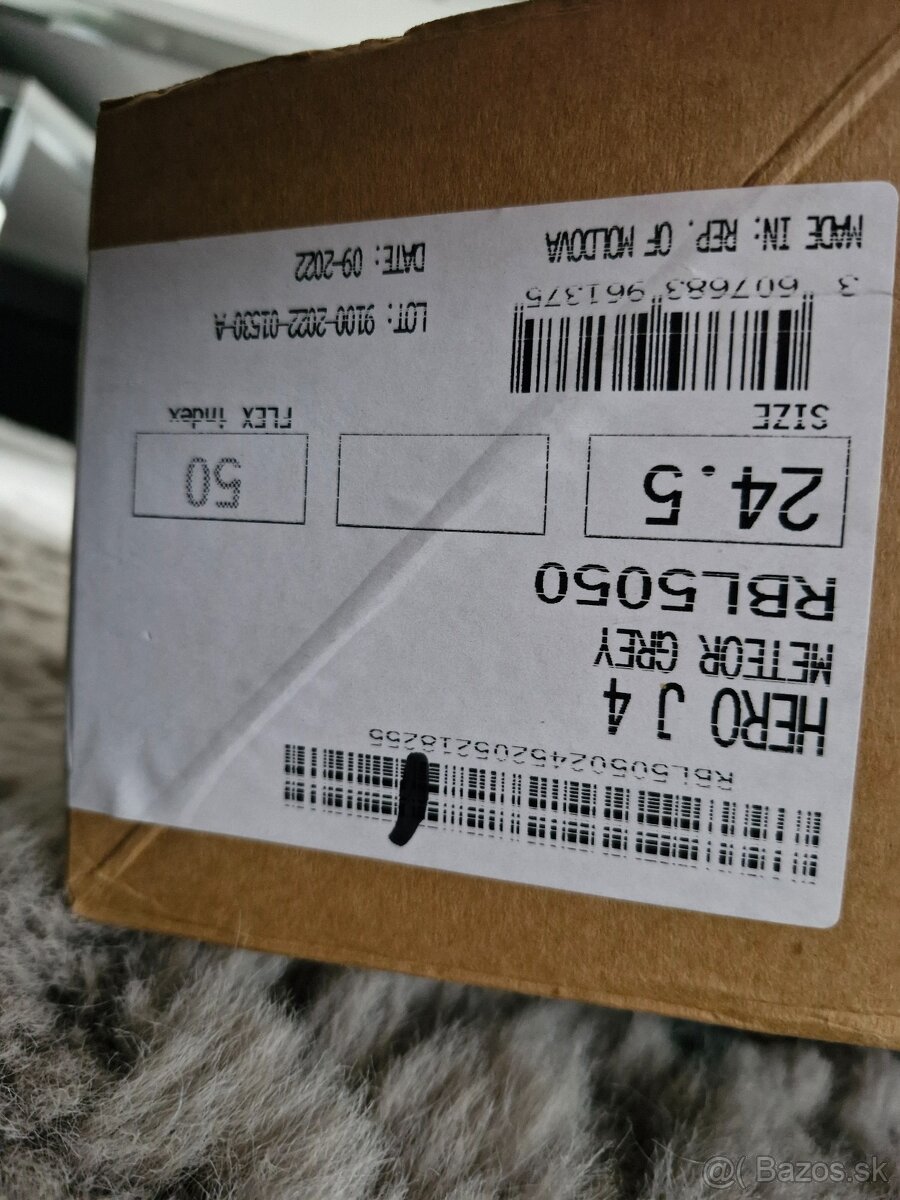 RBL5050245205218255
HERO J 4
METEOR GREY
RBL5050
24.5
50
SIZE
FLEX index
3 607683 961375
LOT: 9100-2022-01530-A
MADE IN: REP. OF MOLDOVA
DATE: 09-2022
@( Bazos.sk